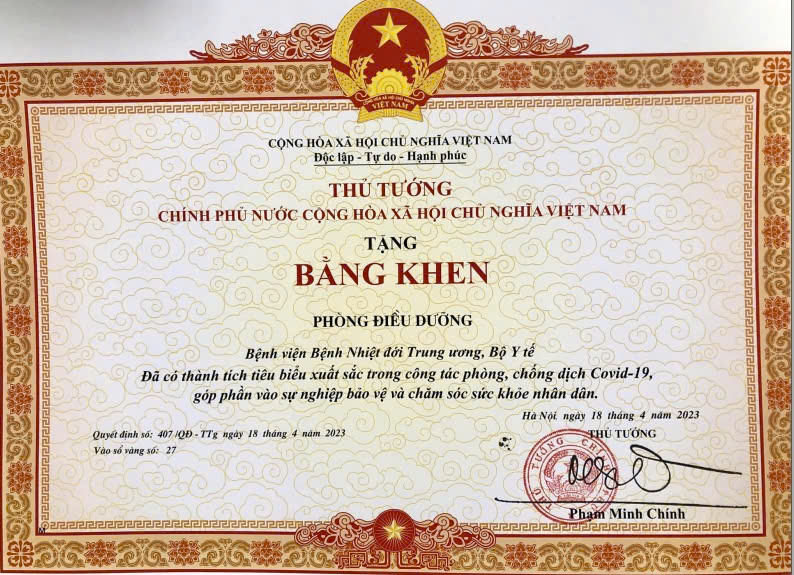 CỘNG HÒA XÃ HỘI CHỦ NGHĨA VIỆT NAM
Độc lập - Tự do - Hạnh phúc
THỦ TƯỚNG
CHÍNH PHỦ NƯỚC CỘNG HÒA XÃ HỘI CHỦ NGHĨA VIỆT NAM
TẶNG
BẰNG KHEN
PHÒNG ĐIỀU DƯỠNG
Bệnh viện Bệnh Nhiệt đới Trung ương, Bộ Y tế
Đã có thành tích tiêu biểu xuất sắc trong công tác phòng, chống dịch Covid-19,
góp phần vào sự nghiệp bảo vệ và chăm sóc sức khỏe nhân dân.
Hà Nội, ngày 18 tháng 4 năm 2023
Quyết định số: 407 /QĐ - TTg ngày 18 tháng 4 năm 2023
THỦ TƯỚNG
Vào sổ vàng số: 27
Phạm Minh Chính